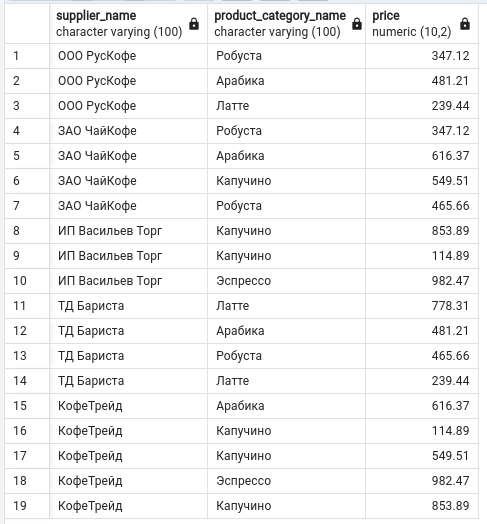 supplier_name product_category_name price
character varying (100) character varying (100) numeric (10,2)
1 ООО РусКофе Робуста 347.12
2 ООО РусКофе Арабика 481.21
3 ООО РусКофе Латте 239.44
4 ЗАО ЧайКофе Робуста 347.12
5 ЗАО ЧайКофе Арабика 616.37
6 ЗАО ЧайКофе Капучино 549.51
7 ЗАО ЧайКофе Робуста 465.66
8 ИП Васильев Торг Капучино 853.89
9 ИП Васильев Торг Капучино 114.89
10 ИП Васильев Торг Эспрессо 982.47
11 ТД Бариста Латте 778.31
12 ТД Бариста Арабика 481.21
13 ТД Бариста Робуста 465.66
14 ТД Бариста Латте 239.44
15 КофеТрейд Арабика 616.37
16 КофеТрейд Капучино 114.89
17 КофеТрейд Капучино 549.51
18 КофеТрейд Эспрессо 982.47
19 КофеТрейд Капучино 853.89